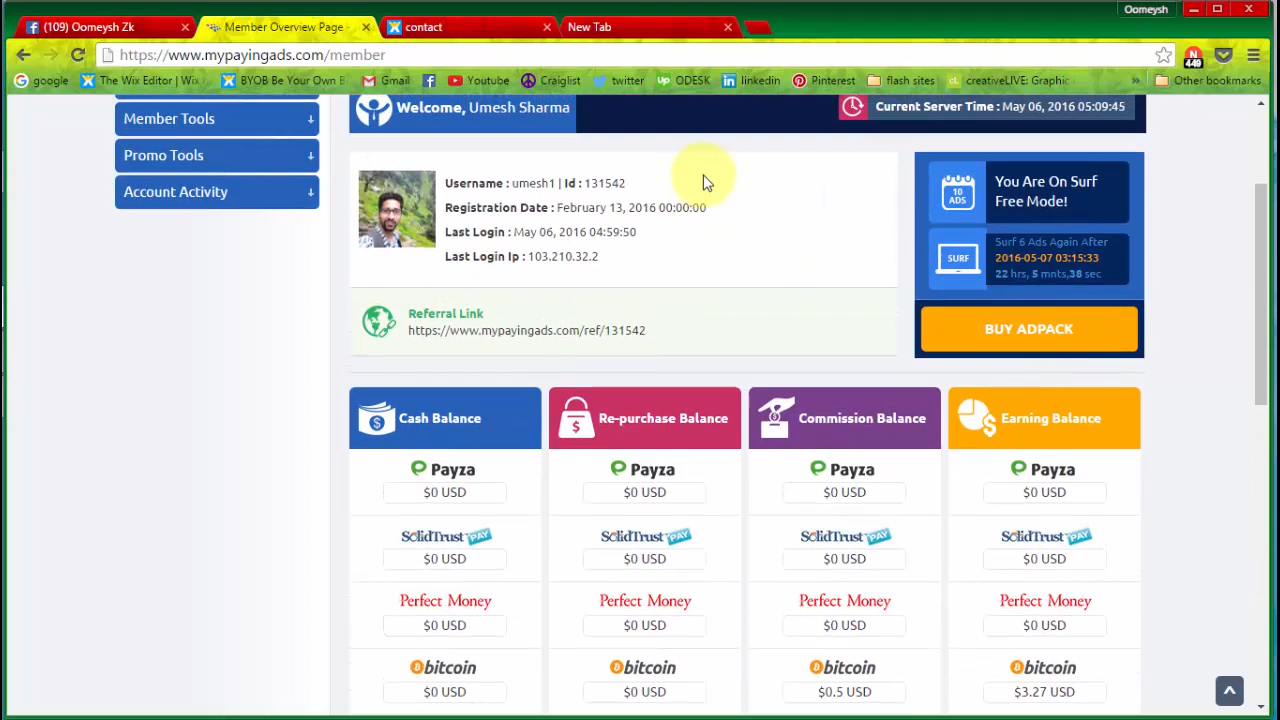 Oomeysh
(109) Oomeysh Zk
Member Overview Page -
contact
New Tab
https://www.mypayingads.com/member
N
449
google
The Wix Editor | Wix
BYOB Be Your Own B
Gmail
Youtube
Craiglist
twitter
Up ODESK
linkedin
Pinterest
flash sites
cl creativeLIVE: Graphic
»
Other bookmarks
Member Tools
Promo Tools
Account Activity
Welcome, Umesh Sharma
Current Server Time : May 06, 2016 05:09:45
Username : umesh1 | Id : 131542
Registration Date : February 13, 2016 00:00:00
Last Login : May 06, 2016 04:59:50
Last Login Ip : 103.210.32.2
Referral Link
https://www.mypayingads.com/ref/131542
10
ADS
You Are On Surf
Free Mode!
SURF
Surf 6 Ads Again After
2016-05-07 03:15:33
22 hrs, 5 mnts,38 sec
BUY ADPACK
Cash Balance Re-purchase Balance Commission Balance Earning Balance
Payza Payza Payza Payza
$0 USD $0 USD $0 USD $0 USD
SolidTrust PAY SolidTrust PAY SolidTrust PAY SolidTrust PAY
$0 USD $0 USD $0 USD $0 USD
Perfect Money Perfect Money Perfect Money Perfect Money
$0 USD $0 USD $0 USD $0 USD
bitcoin bitcoin bitcoin bitcoin
$0 USD $0 USD $0.5 USD $3.27 USD